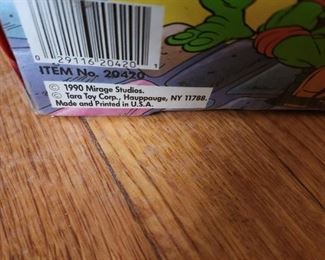 0 29116 20420 1
ITEM No. 20420
© 1990 Mirage Studios.
© Tara Toy Corp., Hauppauge, NY 11788.
Made and Printed in U.S.A.